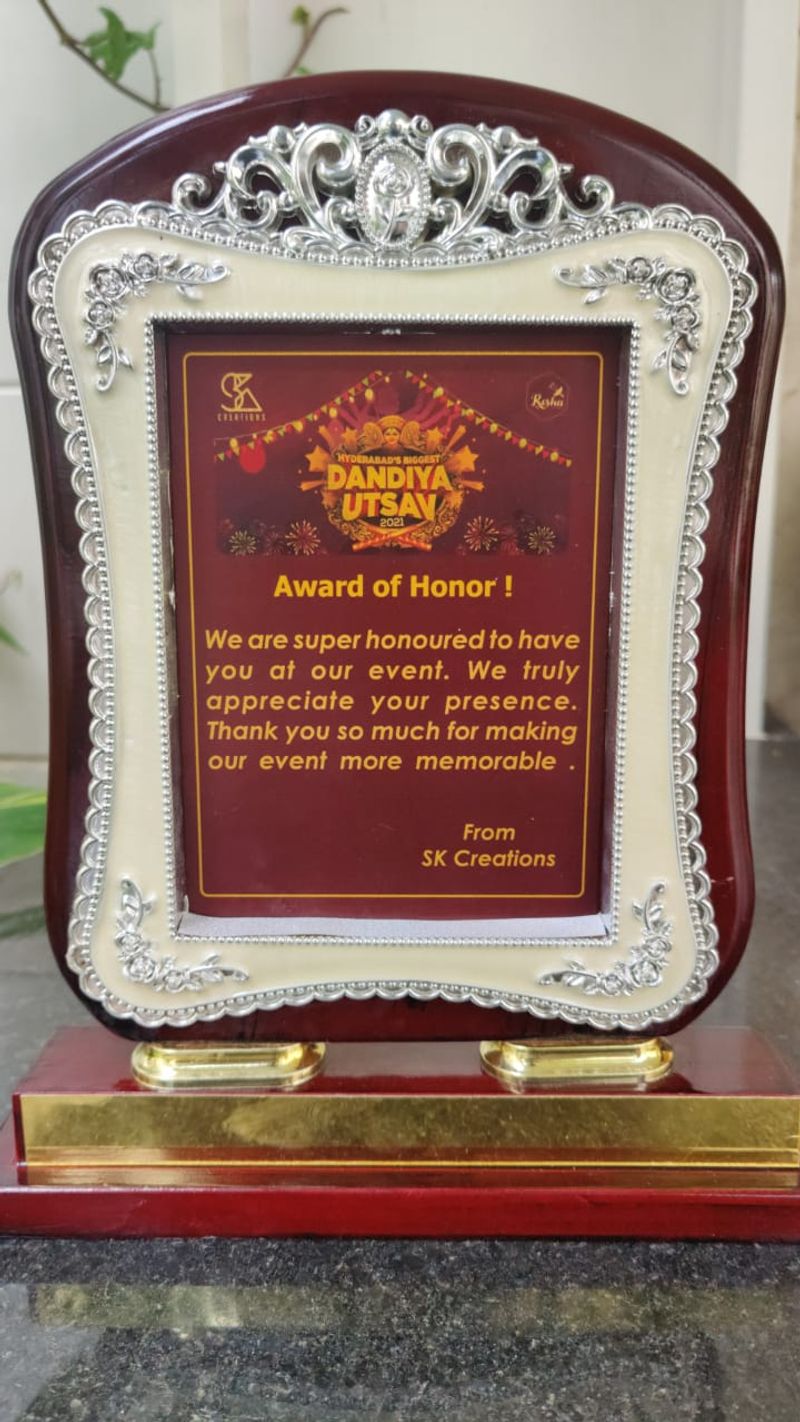 SK
CREATIONS
Resha
HYDERABAD'S BIGGEST
DANDIYA
UTSAV
2021
Award of Honor !
We are super honoured to have
you at our event. We truly
appreciate your presence.
Thank you so much for making
our event more memorable .
From
SK Creations